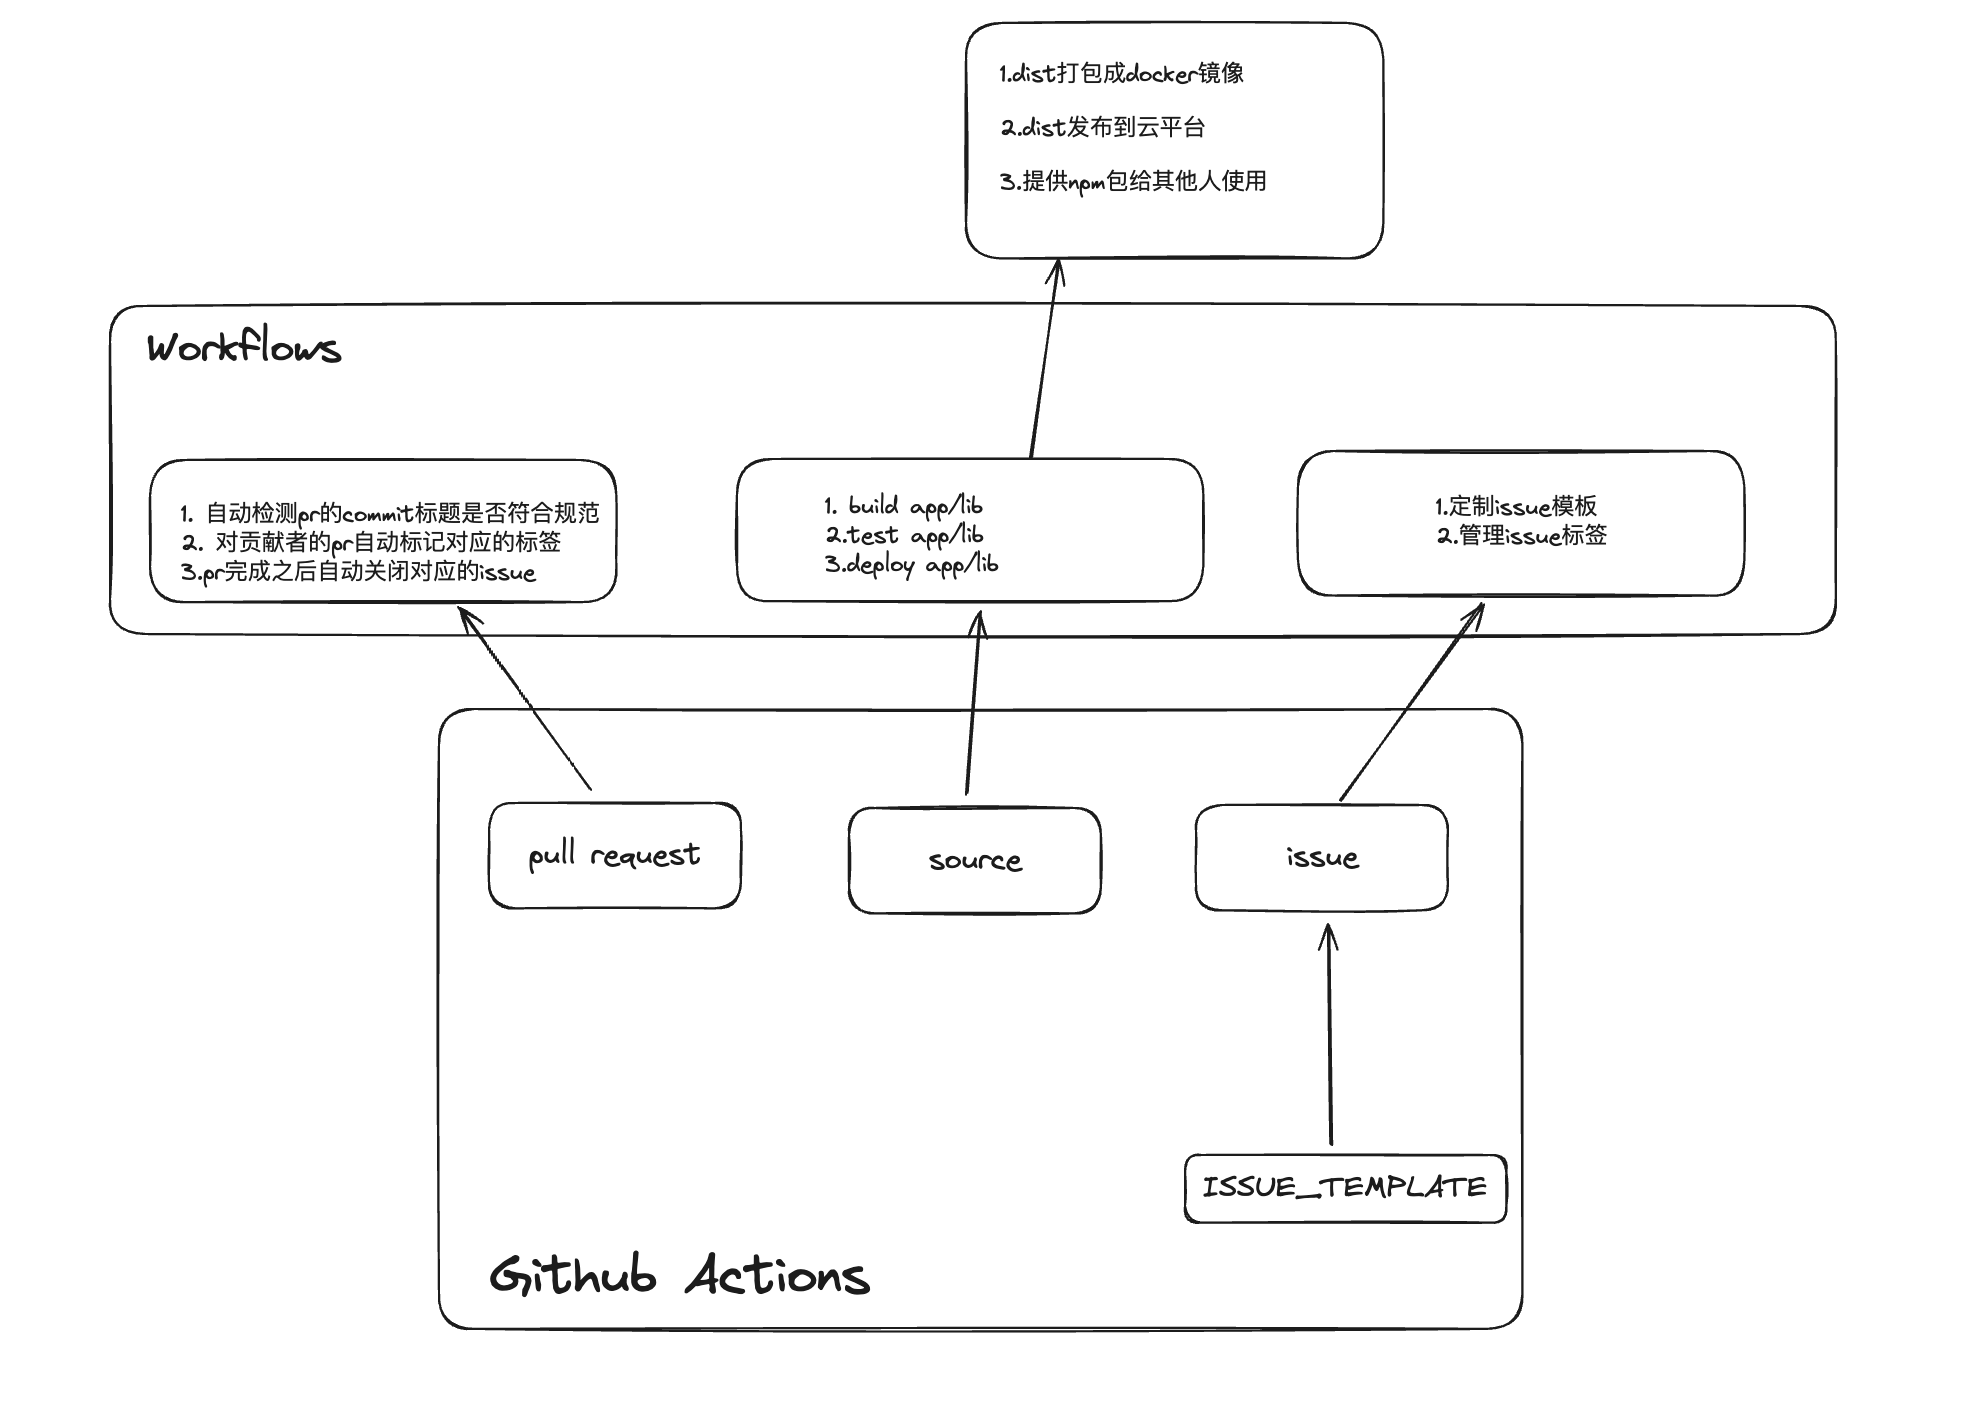 1.dist打包成docker镜像
2.dist发布到云平台
3.提供npm包给其他人使用
Workflows
1. 自动检测pr的commit标题是否符合规范
2. 对贡献者的pr自动标记对应的标签
3.pr完成之后自动关闭对应的issue
1. build app/lib
2.test app/lib
3.deploy app/lib
1.定制issue模板
2.管理issue标签
pull request
source
issue
ISSUE_TEMPLATE
Github Actions